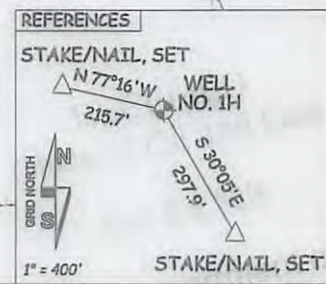 REFERENCES
STAKE/NAIL, SET
N 77°16'W
215.7'
WELL
NO. 1H
S 30°05'E
297.9'
GRID NORTH
N
S
1" = 400'
STAKE/NAIL, SET